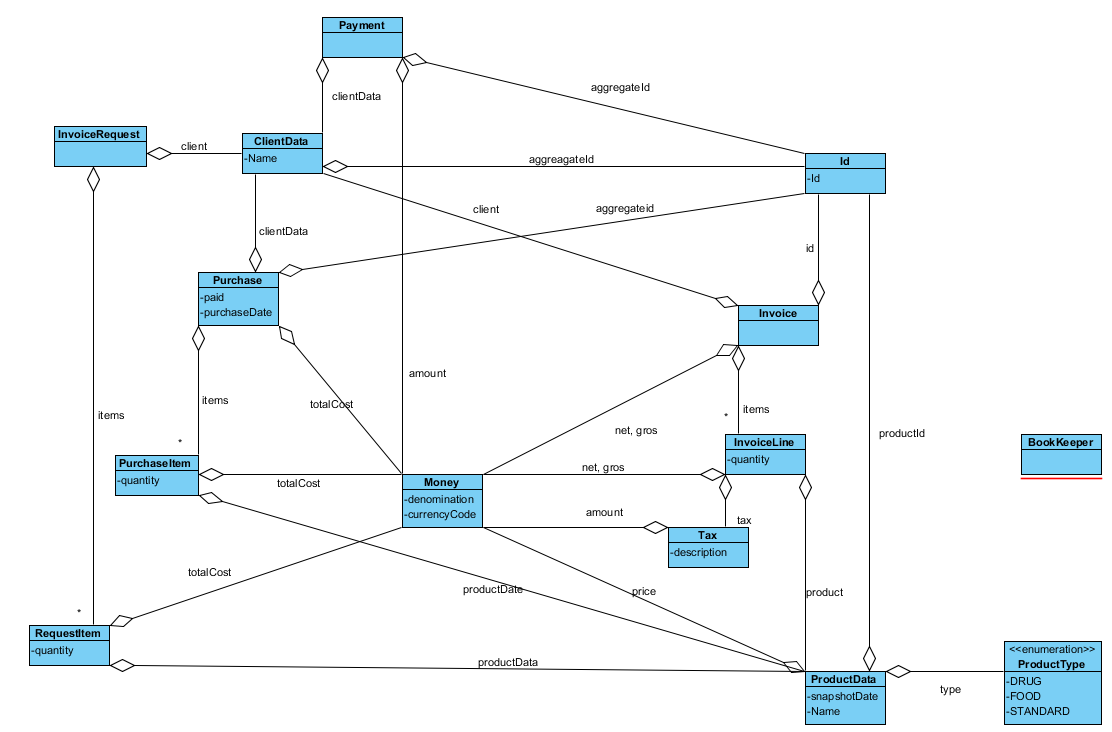 Payment
clientData
aggregateId
InvoiceRequest
client
ClientData
-Name
aggreagateId
Id
-Id
client
aggregateid
clientData
id
Purchase
-paid
-purchaseDate
Invoice
amount
items
items
totalCost
*
items
net, gros
productId
*
InvoiceLine
-quantity
BookKeeper
PurchaseItem
-quantity
totalCost
net, gros
Money
-denomination
-currencyCode
amount
tax
Tax
-description
totalCost
productDate
price
product
*
RequestItem
-quantity
productData
ProductData
-snapshotDate
-Name
type
<<enumeration>>
ProductType
-DRUG
-FOOD
-STANDARD